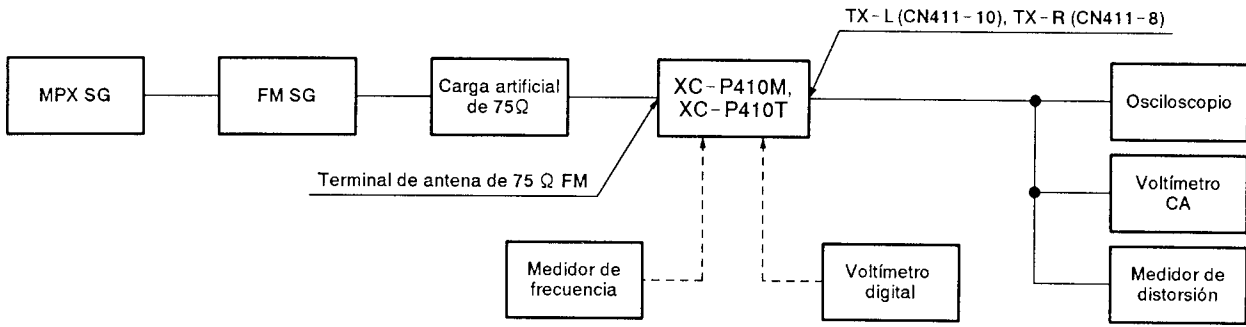 TX-L (CN411-10), TX-R (CN411-8)
MPX SG
FM SG
Carga artificial
de 75Ω
XC-P410M,
XC-P410T
Osciloscopio
Terminal de antena de 75 Ω FM
Voltímetro
CA
Medidor de
frecuencia
Voltímetro
digital
Medidor de
distorsión